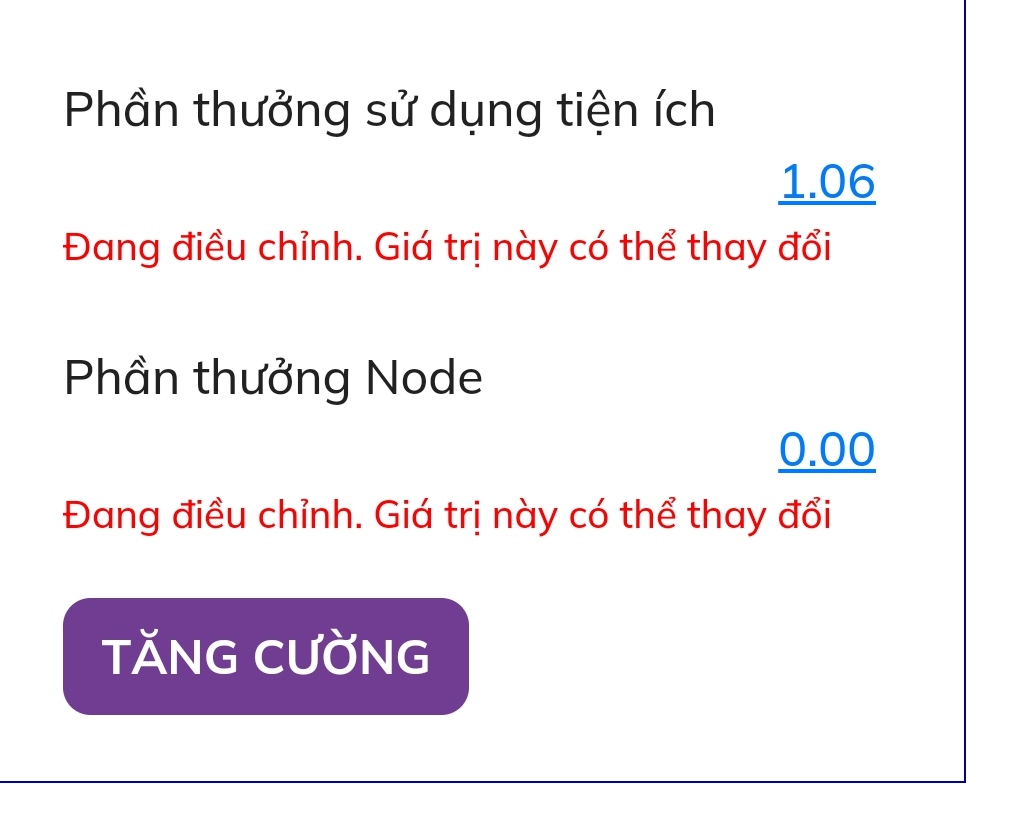 Phần thưởng sử dụng tiện ích
1.06
Đang điều chỉnh. Giá trị này có thể thay đổi
Phần thưởng Node
0.00
Đang điều chỉnh. Giá trị này có thể thay đổi
TĂNG CƯỜNG